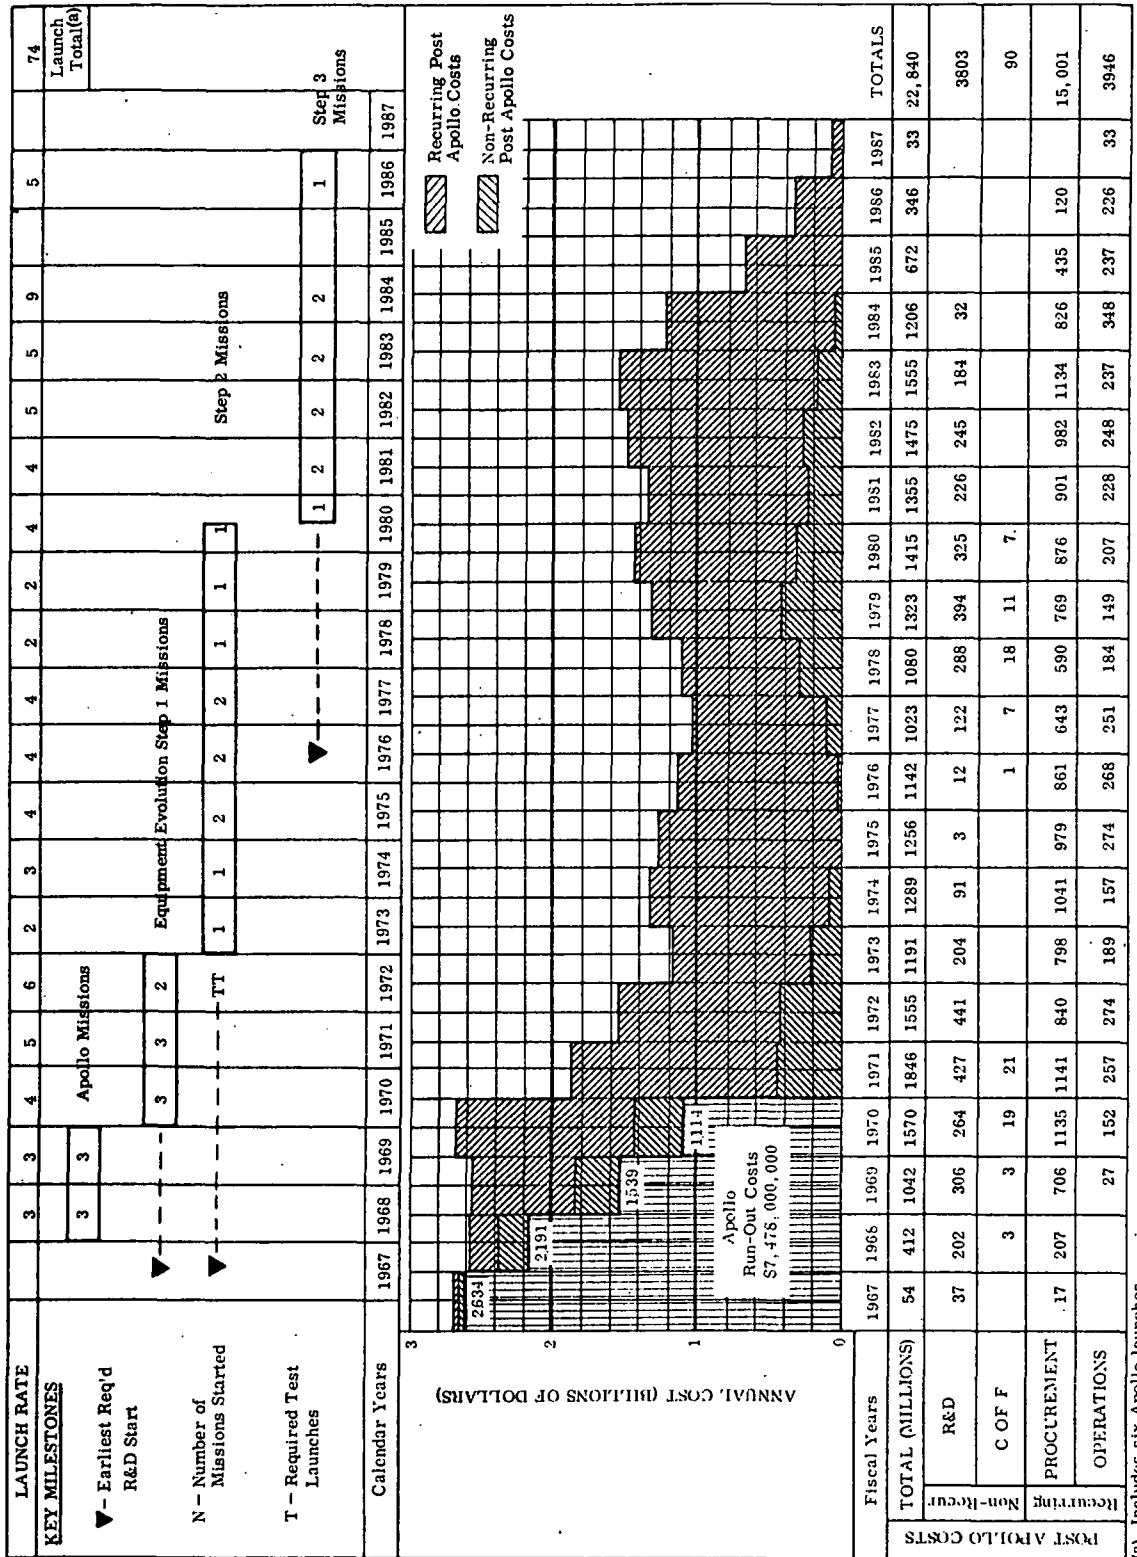 LAUNCH RATE 3 3 4 5 6 2 3 4 4 4 2 2 4 4 5 5 9 5 74
KEY MILESTONES
Launch Total(a)
▼ – Earliest Req'd
R&D Start
N – Number of
Missions Started
T – Required Test
Launches
3 3
Apollo Missions
3 3 2
Equipment Evolution Step 1 Missions
TT
1 1 2 2 2 1 1 1
Step 2 Missions
1 2 2 2 2 1
Step 3
Missions
Calendar Years 1967 1968 1969 1970 1971 1972 1973 1974 1975 1976 1977 1978 1979 1980 1981 1982 1983 1984 1985 1986 1987
ANNUAL COST (BILLIONS OF DOLLARS)
3
2
1
0
Recurring Post
Apollo Costs
Non-Recurring
Post Apollo Costs
2634
2191
1539
1114
Apollo
Run-Out Costs
$7,478,000,000
Fiscal Years 1967 1968 1969 1970 1971 1972 1973 1974 1975 1976 1977 1978 1979 1980 1981 1982 1983 1984 1985 1986 1987 TOTALS
POST APOLLO COSTS
TOTAL (MILLIONS) 54 412 1042 1570 1846 1555 1191 1289 1256 1142 1023 1080 1323 1415 1355 1475 1555 1206 672 346 33 22,840
Non-Recur
R&D 37 202 306 264 427 441 204 91 3 12 122 288 394 325 226 245 184 32 3803
C OF F 3 3 19 21 1 7 18 11 7. 90
Recurring
PROCUREMENT 17 207 706 1135 1141 840 798 1041 979 861 643 590 769 876 901 982 1134 826 435 120 15,001
OPERATIONS 27 152 257 274 189 157 274 268 251 184 149 207 228 248 237 348 237 226 33 3946
(a) Includes six Apollo launches